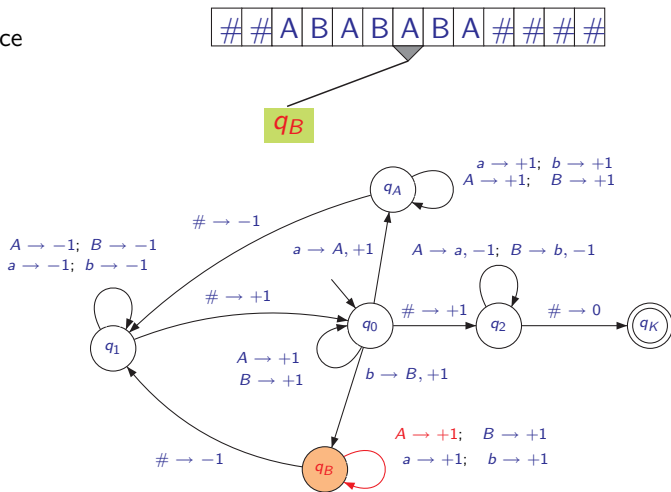 ce
# # A B A B A B A # # # #
q_B
a → +1; b → +1
A → +1; B → +1
q_A
# → −1
A → −1; B → −1
a → −1; b → −1
a → A, +1
A → a, −1; B → b, −1
# → +1
# → +1
# → 0
q_1
q_0
q_2
q_K
A → +1
B → +1
b → B, +1
A → +1; B → +1
a → +1; b → +1
# → −1
q_B